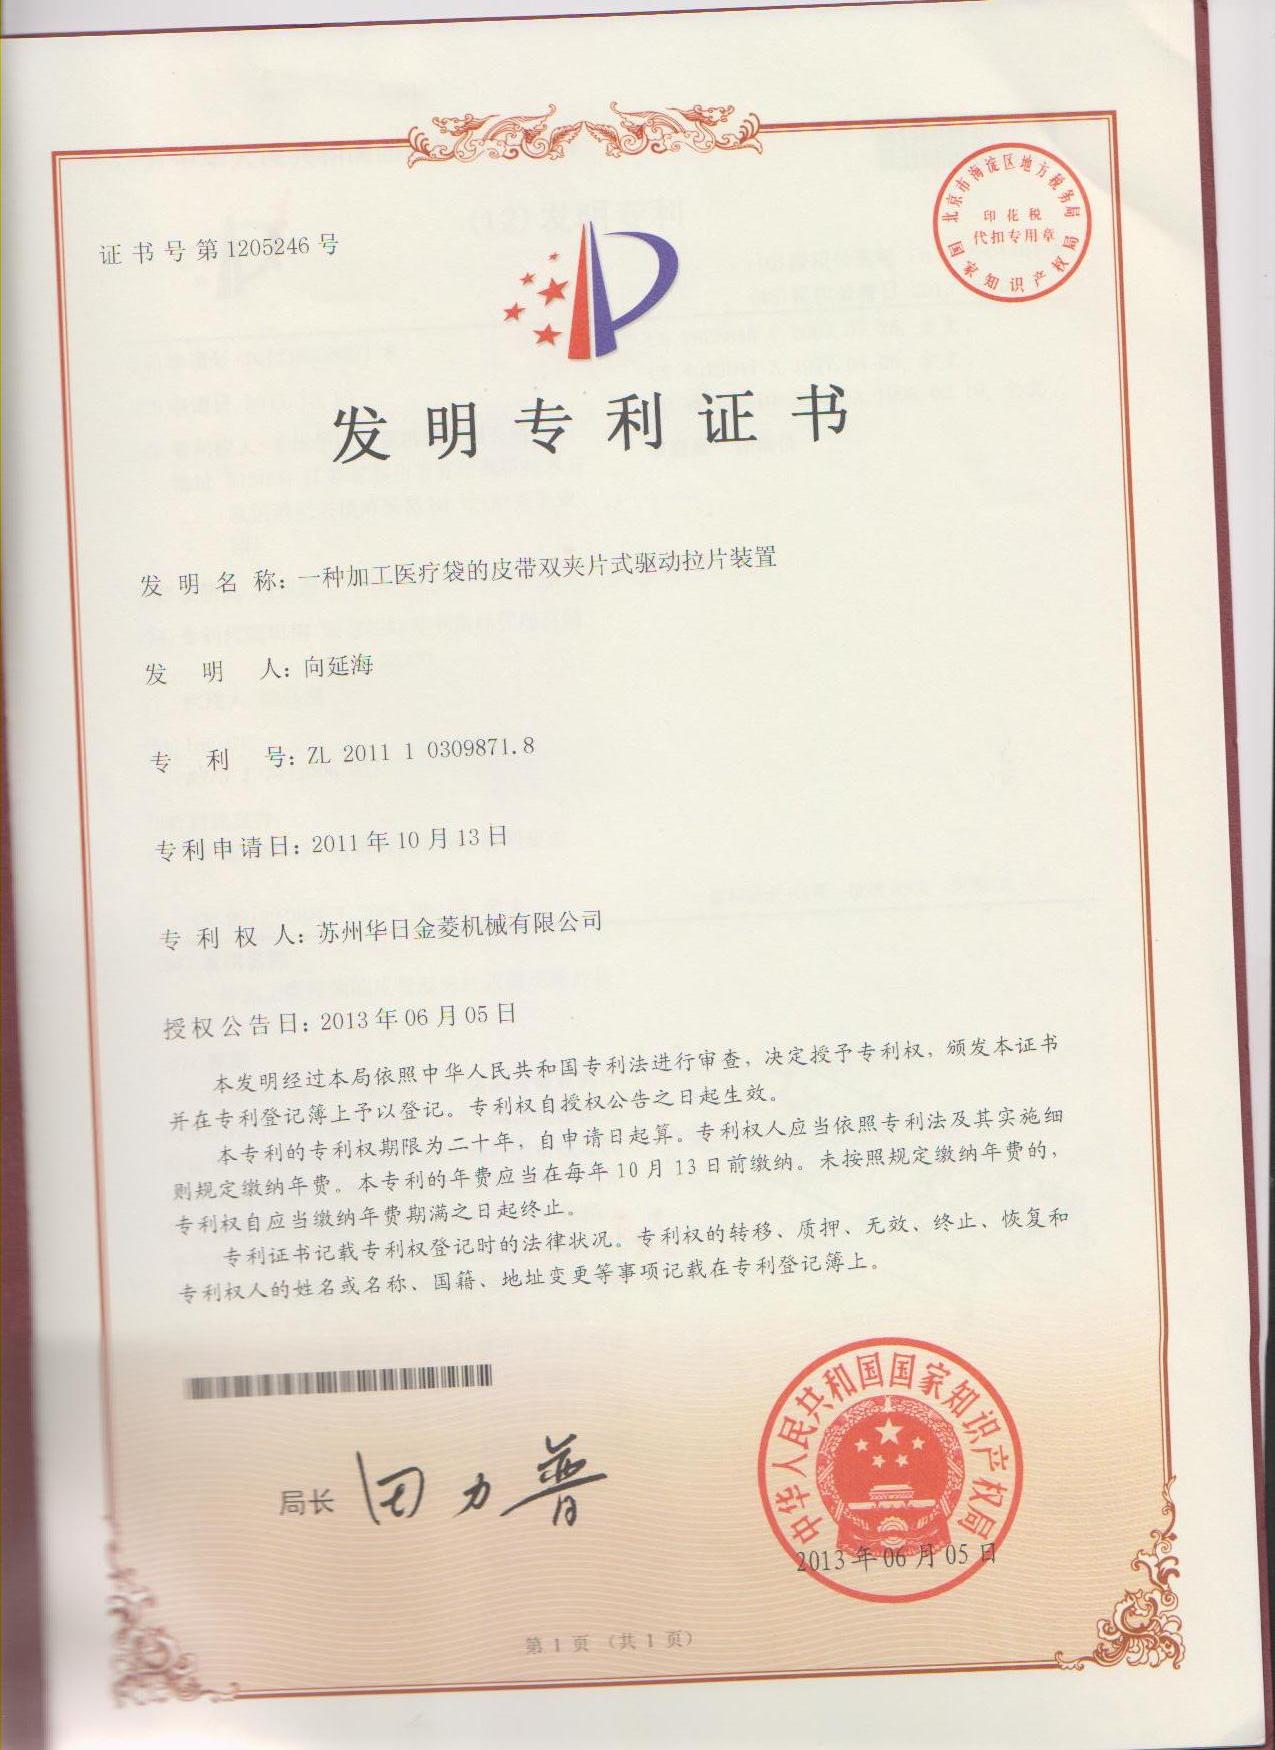 证书号第1205246号
北京市海淀区地方税务局
印花税
代扣专用章
国家知识产权局
发明专利证书
发明名称：一种加工医疗袋的皮带双夹片式驱动拉片装置
发明人：向延海
专利号：ZL 2011 1 0309871.8
专利申请日：2011年10月13日
专利权人：苏州华日金菱机械有限公司
授权公告日：2013年06月05日
本发明经过本局依照中华人民共和国专利法进行审查，决定授予专利权，颁发本证书
并在专利登记簿上予以登记。专利权自授权公告之日起生效。
本专利的专利权期限为二十年，自申请日起算。专利权人应当依照专利法及其实施细
则规定缴纳年费。本专利的年费应当在每年10月13日前缴纳。未按照规定缴纳年费的，
专利权自应当缴纳年费期满之日起终止。
专利证书记载专利权登记时的法律状况。专利权的转移、质押、无效、终止、恢复和
专利权人的姓名或名称、国籍、地址变更等事项记载在专利登记簿上。
局长 田力普
中华人民共和国国家知识产权局
2013年06月05日
第1页（共1页）